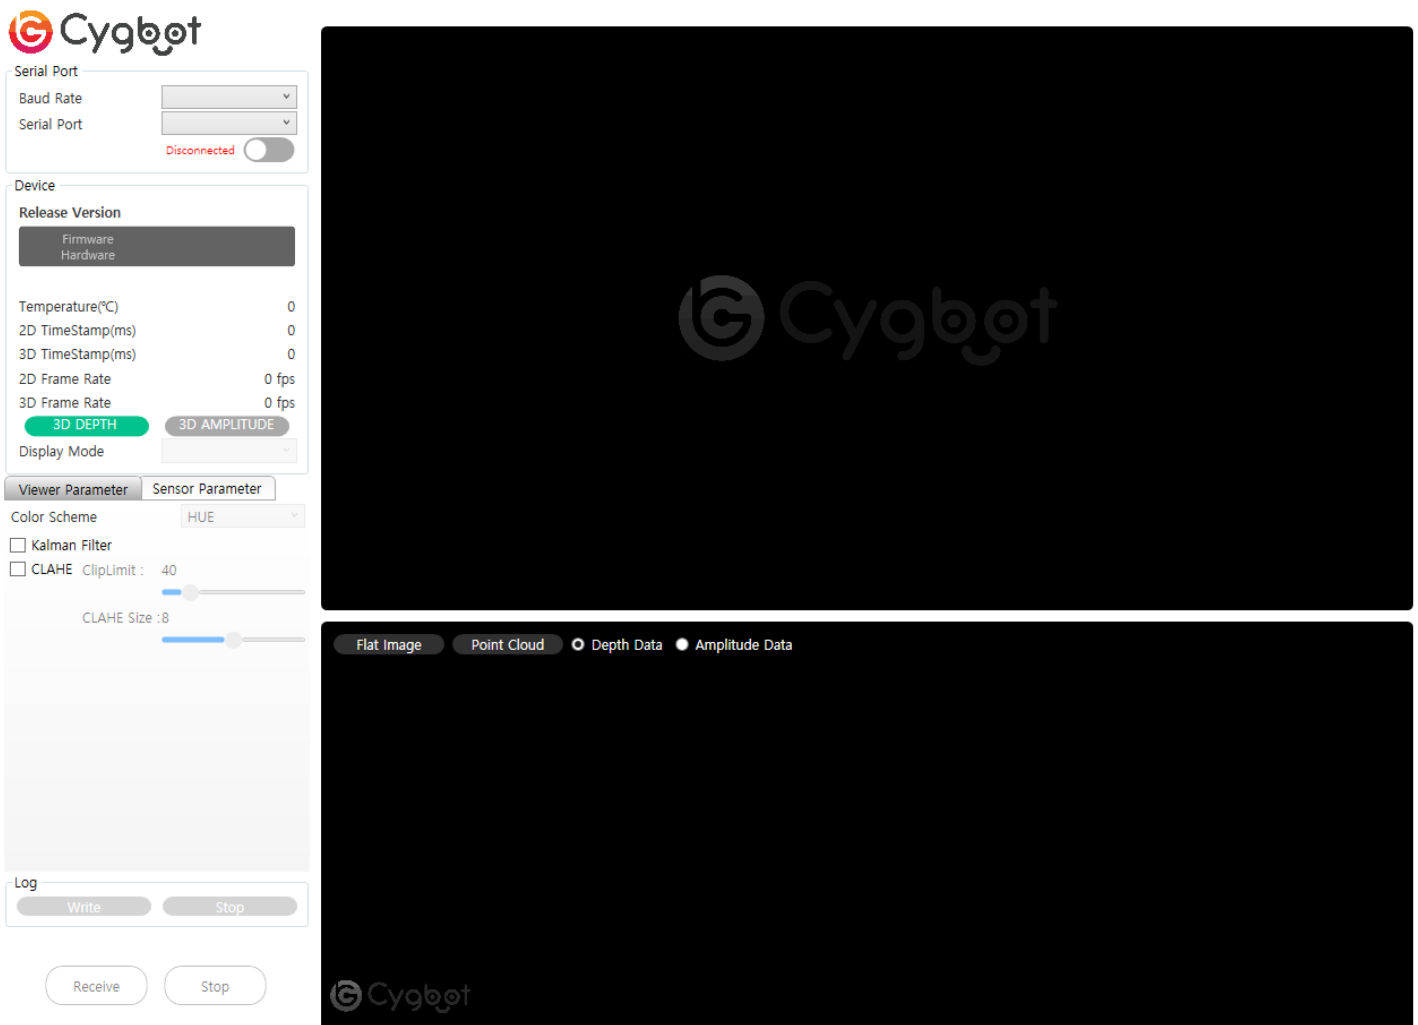 Cygbot
Serial Port
Baud Rate
Serial Port
Disconnected
Device
Release Version
Firmware
Hardware
Temperature(℃) 0
2D TimeStamp(ms) 0
3D TimeStamp(ms) 0
2D Frame Rate 0 fps
3D Frame Rate 0 fps
3D DEPTH 3D AMPLITUDE
Display Mode
Viewer Parameter Sensor Parameter
Color Scheme HUE
Kalman Filter
CLAHE ClipLimit : 40
CLAHE Size :8
Log
Write Stop
Receive Stop
Cygbot
Flat Image Point Cloud Depth Data Amplitude Data
Cygbot